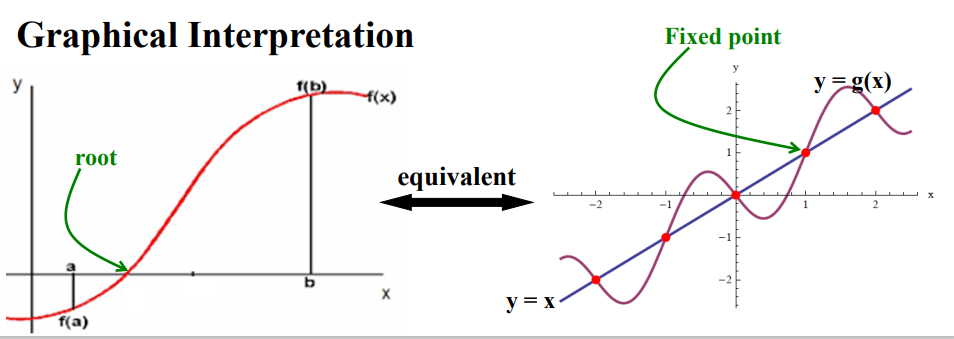 Graphical Interpretation
y
f(b)
f(x)
root
a
b
x
f(a)
equivalent
Fixed point
y
y = g(x)
2
1
−2
−1
1
2
x
−1
−2
y = x